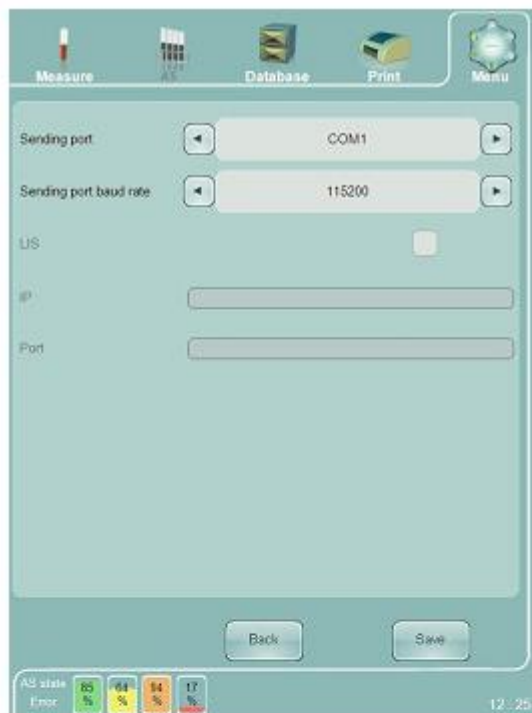 Measure AS Database Print Menu
Sending port COM1
Sending port baud rate 115200
LIS
IP
Port
Back Save
AS state
Error
85 % 64 % 94 % 17 %
12 : 25